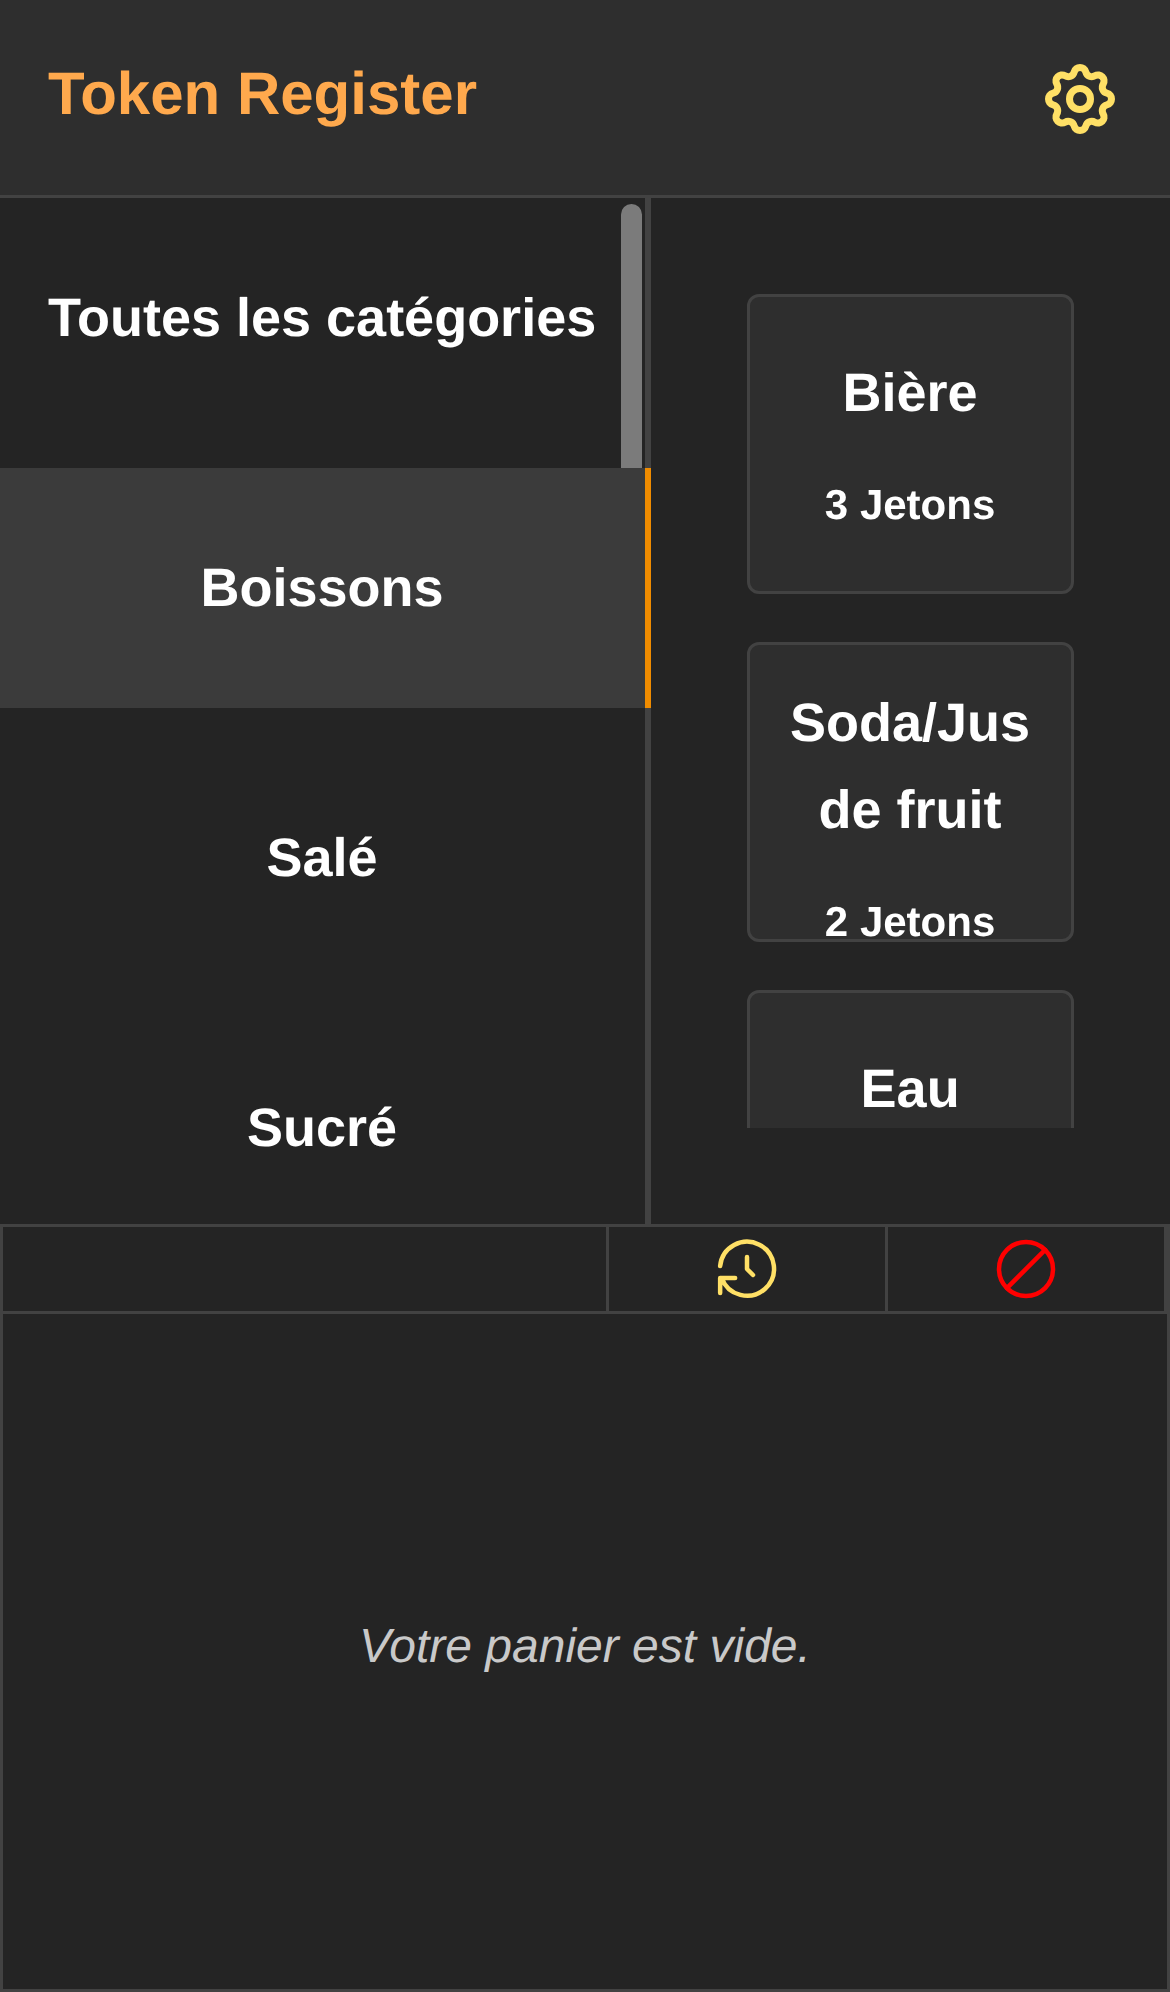 Token Register
Toutes les catégories
Boissons
Salé
Sucré
Bière
3 Jetons
Soda/Jus
de fruit
2 Jetons
Eau
Votre panier est vide.